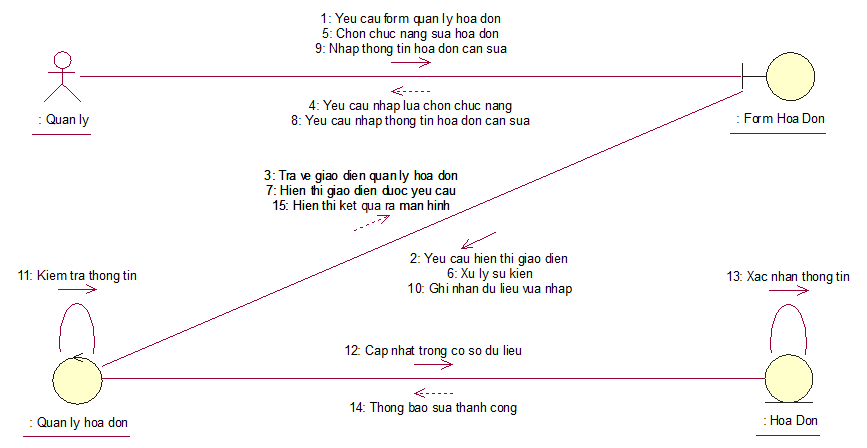 1: Yeu cau form quan ly hoa don
5: Chon chuc nang sua hoa don
9: Nhap thong tin hoa don can sua
4: Yeu cau nhap lua chon chuc nang
8: Yeu cau nhap thong tin hoa don can sua
: Quan ly
: Form Hoa Don
3: Tra ve giao dien quan ly hoa don
7: Hien thi giao dien duoc yeu cau
15: Hien thi ket qua ra man hinh
2: Yeu cau hien thi giao dien
6: Xu ly su kien
10: Ghi nhan du lieu vua nhap
11: Kiem tra thong tin
13: Xac nhan thong tin
12: Cap nhat trong co so du lieu
14: Thong bao sua thanh cong
: Quan ly hoa don
: Hoa Don